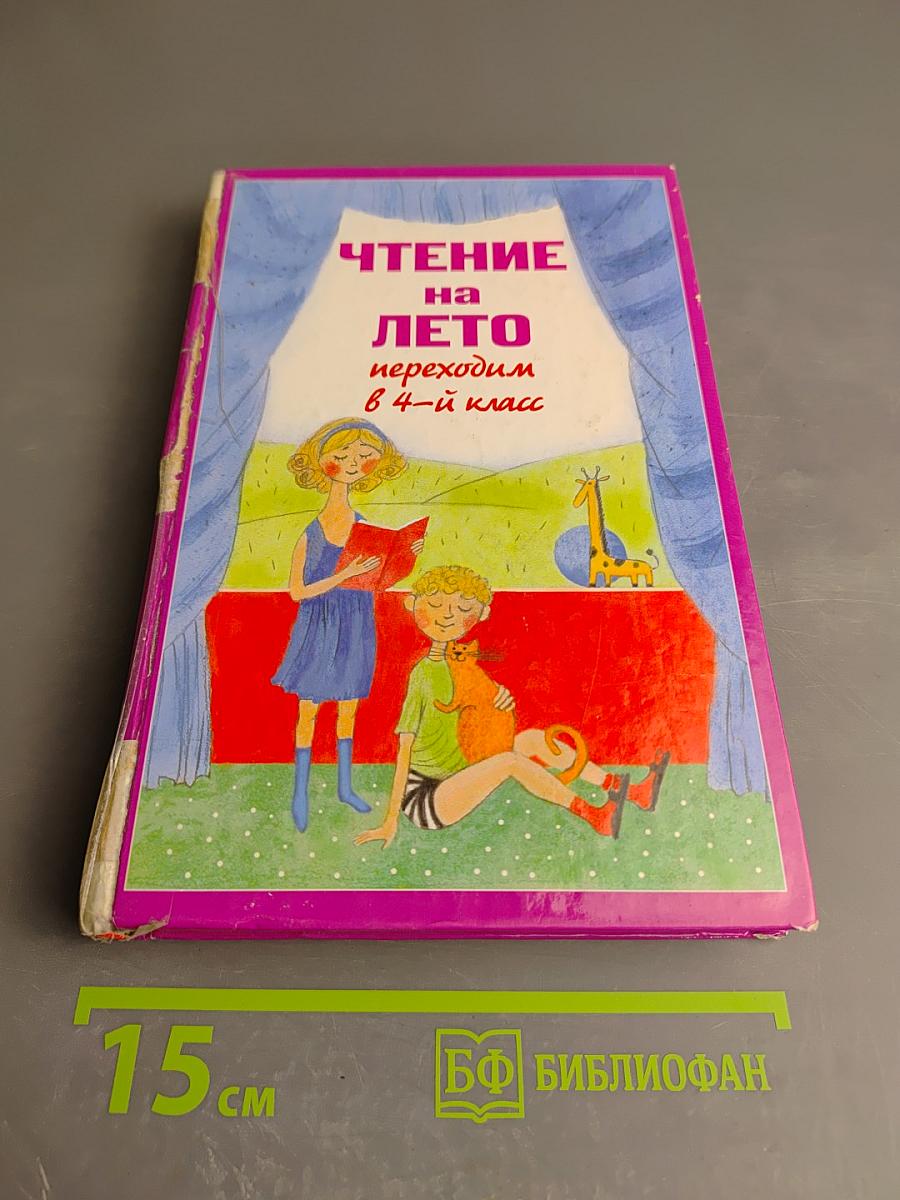 ЧТЕНИЕ
на
ЛЕТО
переходим
в 4-й класс
15 см
БФ БИБЛИОФАН